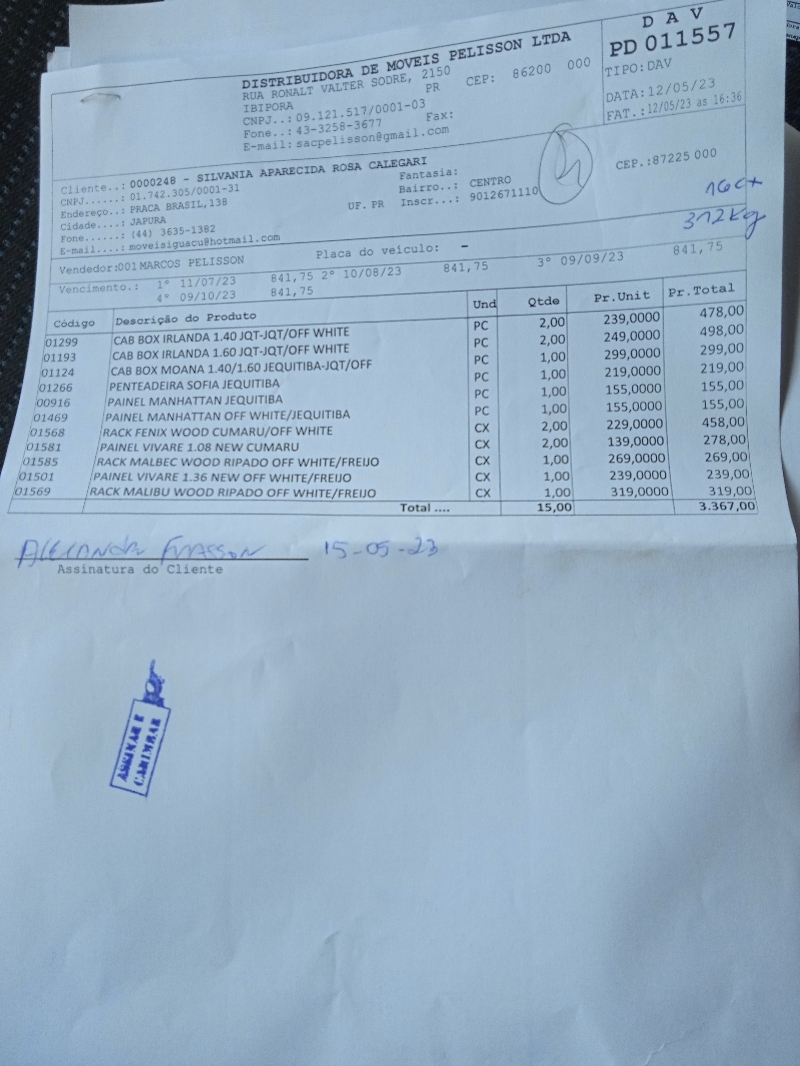 DISTRIBUIDORA DE MOVEIS PELISSON LTDA
RUA RONALT VALTER SODRE, 2150
IBIPORA PR CEP: 86200 000
CNPJ..: 09.121.517/0001-03
Fone..: 43-3258-3677 Fax:
E-mail: sacpelisson@gmail.com
D A V
PD 011557
TIPO: DAV
DATA: 12/05/23
FAT.: 12/05/23 as 16:36
Cliente..: 0000248 - SILVANIA APARECIDA ROSA CALEGARI
CNPJ......: 01.742.305/0001-31 Fantasia:
Endereço..: PRACA BRASIL,138 Bairro..: CENTRO CEP.:87225 000
Cidade....: JAPURA UF. PR Inscr...: 9012671110
Fone......: (44) 3635-1382
E-mail....: moveisiguacu@hotmail.com
312kg
Vendedor:001 MARCOS PELISSON Placa do veiculo: -
Vencimento.: 1° 11/07/23 841,75 2° 10/08/23 841,75 3° 09/09/23 841,75
4° 09/10/23 841,75
Código Descrição do Produto Und Qtde Pr.Unit Pr.Total
01299 CAB BOX IRLANDA 1.40 JQT-JQT/OFF WHITE PC 2,00 239,0000 478,00
01193 CAB BOX IRLANDA 1.60 JQT-JQT/OFF WHITE PC 2,00 249,0000 498,00
01124 CAB BOX MOANA 1.40/1.60 JEQUITIBA-JQT/OFF PC 1,00 299,0000 299,00
01266 PENTEADEIRA SOFIA JEQUITIBA PC 1,00 219,0000 219,00
00916 PAINEL MANHATTAN JEQUITIBA PC 1,00 155,0000 155,00
01469 PAINEL MANHATTAN OFF WHITE/JEQUITIBA PC 1,00 155,0000 155,00
01568 RACK FENIX WOOD CUMARU/OFF WHITE CX 2,00 229,0000 458,00
01581 PAINEL VIVARE 1.08 NEW CUMARU CX 2,00 139,0000 278,00
01585 RACK MALBEC WOOD RIPADO OFF WHITE/FREIJO CX 1,00 269,0000 269,00
01501 PAINEL VIVARE 1.36 NEW OFF WHITE/FREIJO CX 1,00 239,0000 239,00
01569 RACK MALIBU WOOD RIPADO OFF WHITE/FREIJO CX 1,00 319,0000 319,00
Total .... 15,00 3.367,00
15-05-23
Assinatura do Cliente
ASSINAR E
CARIMBAR